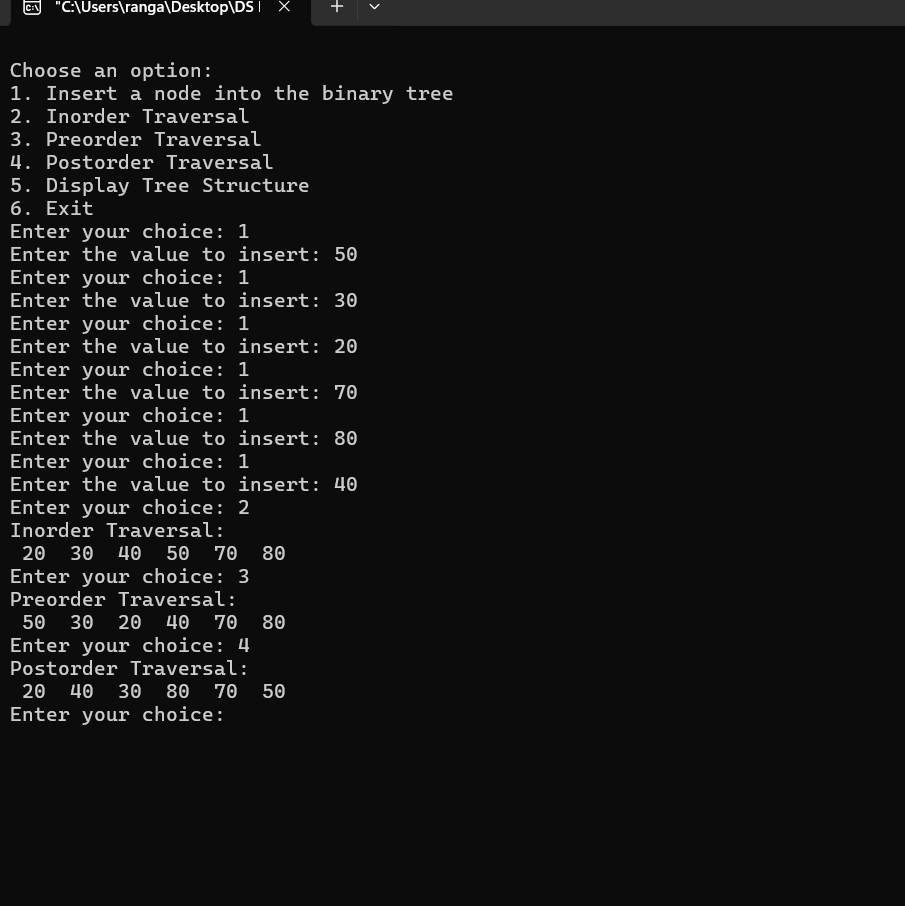 "C:\Users\ranga\Desktop\DS
Choose an option:
1. Insert a node into the binary tree
2. Inorder Traversal
3. Preorder Traversal
4. Postorder Traversal
5. Display Tree Structure
6. Exit
Enter your choice: 1
Enter the value to insert: 50
Enter your choice: 1
Enter the value to insert: 30
Enter your choice: 1
Enter the value to insert: 20
Enter your choice: 1
Enter the value to insert: 70
Enter your choice: 1
Enter the value to insert: 80
Enter your choice: 1
Enter the value to insert: 40
Enter your choice: 2
Inorder Traversal:
 20  30  40  50  70  80
Enter your choice: 3
Preorder Traversal:
 50  30  20  40  70  80
Enter your choice: 4
Postorder Traversal:
 20  40  30  80  70  50
Enter your choice: